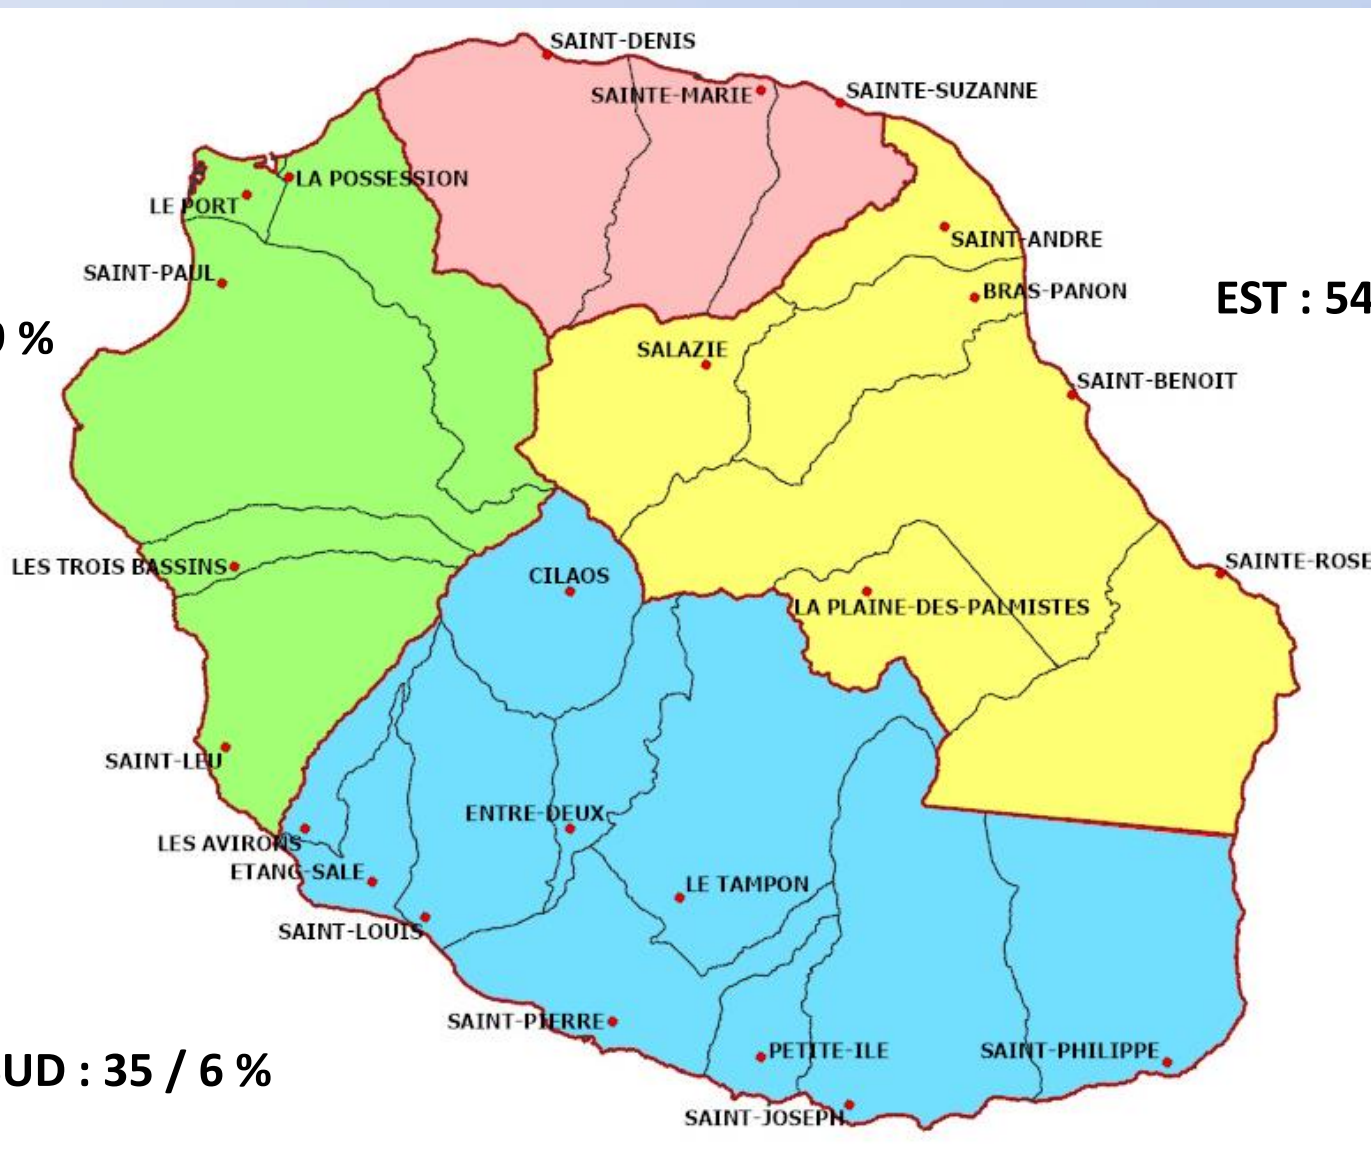 SAINT-DENIS
SAINTE-MARIE
SAINTE-SUZANNE
LA POSSESSION
LE PORT
SAINT-ANDRE
SAINT-PAUL
BRAS-PANON
EST : 54
%
SALAZIE
SAINT-BENOIT
LES TROIS BASSINS
CILAOS
SAINTE-ROSE
LA PLAINE-DES-PALMISTES
SAINT-LEU
ENTRE-DEUX
LES AVIRONS
ETANG-SALE
LE TAMPON
SAINT-LOUIS
SAINT-PIERRE
PETITE-ILE
SAINT-PHILIPPE
UD : 35 / 6 %
SAINT-JOSEPH